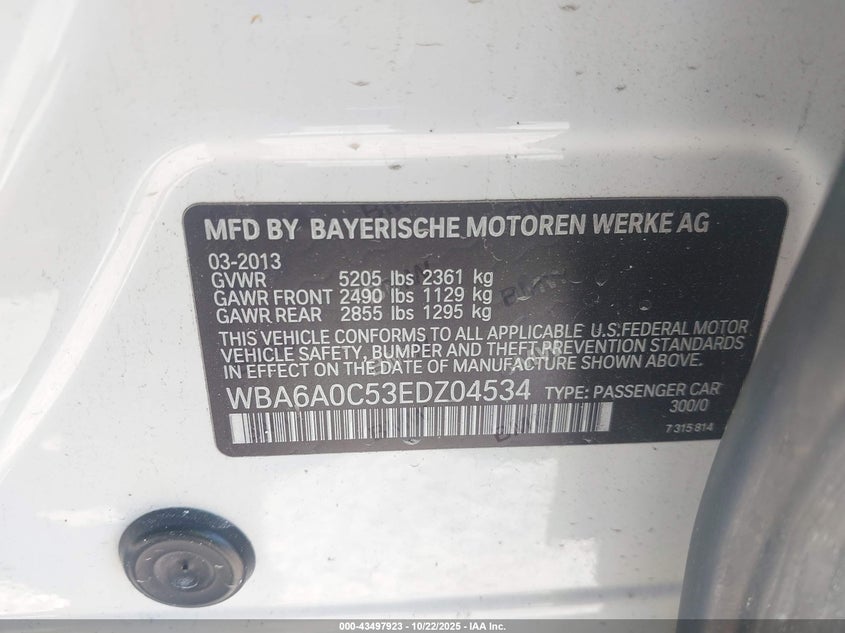 MFD BY BAYERISCHE MOTOREN WERKE AG
03-2013
GVWR 5205 lbs 2361 kg
GAWR FRONT 2490 lbs 1129 kg
GAWR REAR 2855 lbs 1295 kg
THIS VEHICLE CONFORMS TO ALL APPLICABLE U.S.FEDERAL MOTOR
VEHICLE SAFETY, BUMPER AND THEFT PREVENTION STANDARDS
IN EFFECT ON THE DATE OF MANUFACTURE SHOWN ABOVE.
WBA6A0C53EDZ04534 TYPE: PASSENGER CAR
300/0
7 315 814
000-43497923 - 10/22/2025 - IAA Inc.